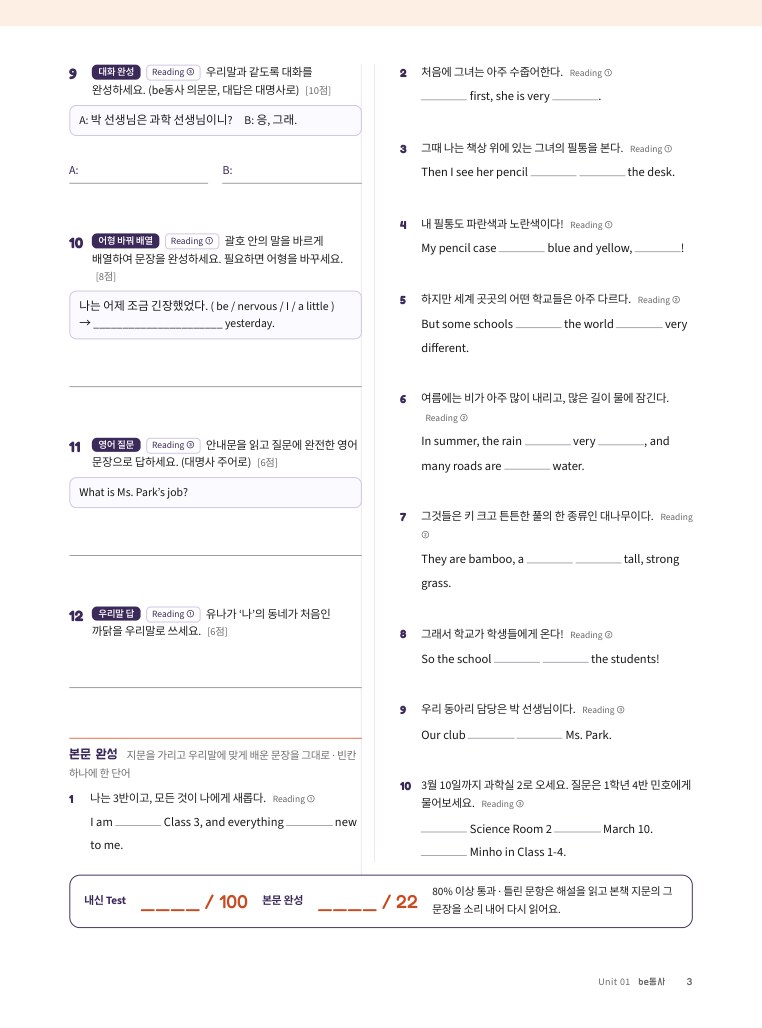 9 대화 완성 Reading ③ 우리말과 같도록 대화를
완성하세요. (be동사 의문문, 대답은 대명사로) [10점]
A: 박 선생님은 과학 선생님이니? B: 응, 그래.
A: B:
10 어형 바꿔 배열 Reading ① 괄호 안의 말을 바르게
배열하여 문장을 완성하세요. 필요하면 어형을 바꾸세요.
[8점]
나는 어제 조금 긴장했었다. ( be / nervous / I / a little )
→ ______________________ yesterday.
11 영어 질문 Reading ③ 안내문을 읽고 질문에 완전한 영어
문장으로 답하세요. (대명사 주어로) [6점]
What is Ms. Park's job?
12 우리말 답 Reading ① 유나가 ‘나’의 동네가 처음인
까닭을 우리말로 쓰세요. [6점]
본문 완성 지문을 가리고 우리말에 맞게 배운 문장을 그대로 · 빈칸
하나에 한 단어
1 나는 3반이고, 모든 것이 나에게 새롭다. Reading ①
I am ________ Class 3, and everything ________ new
to me.
2 처음에 그녀는 아주 수줍어한다. Reading ①
________ first, she is very ________.
3 그때 나는 책상 위에 있는 그녀의 필통을 본다. Reading ①
Then I see her pencil ________ ________ the desk.
4 내 필통도 파란색과 노란색이다! Reading ①
My pencil case ________ blue and yellow, ________!
5 하지만 세계 곳곳의 어떤 학교들은 아주 다르다. Reading ②
But some schools ________ the world ________ very
different.
6 여름에는 비가 아주 많이 내리고, 많은 길이 물에 잠긴다.
Reading ②
In summer, the rain ________ very ________, and
many roads are ________ water.
7 그것들은 키 크고 튼튼한 풀의 한 종류인 대나무이다. Reading
②
They are bamboo, a ________ ________ tall, strong
grass.
8 그래서 학교가 학생들에게 온다! Reading ②
So the school ________ ________ the students!
9 우리 동아리 담당은 박 선생님이다. Reading ③
Our club ________ ________ Ms. Park.
10 3월 10일까지 과학실 2로 오세요. 질문은 1학년 4반 민호에게
물어보세요. Reading ③
________ Science Room 2 ________ March 10.
________ Minho in Class 1-4.
내신 Test ____ / 100 본문 완성 ____ / 22 80% 이상 통과 · 틀린 문항은 해설을 읽고 본책 지문의 그
문장을 소리 내어 다시 읽어요.
Unit 01 be동사 3